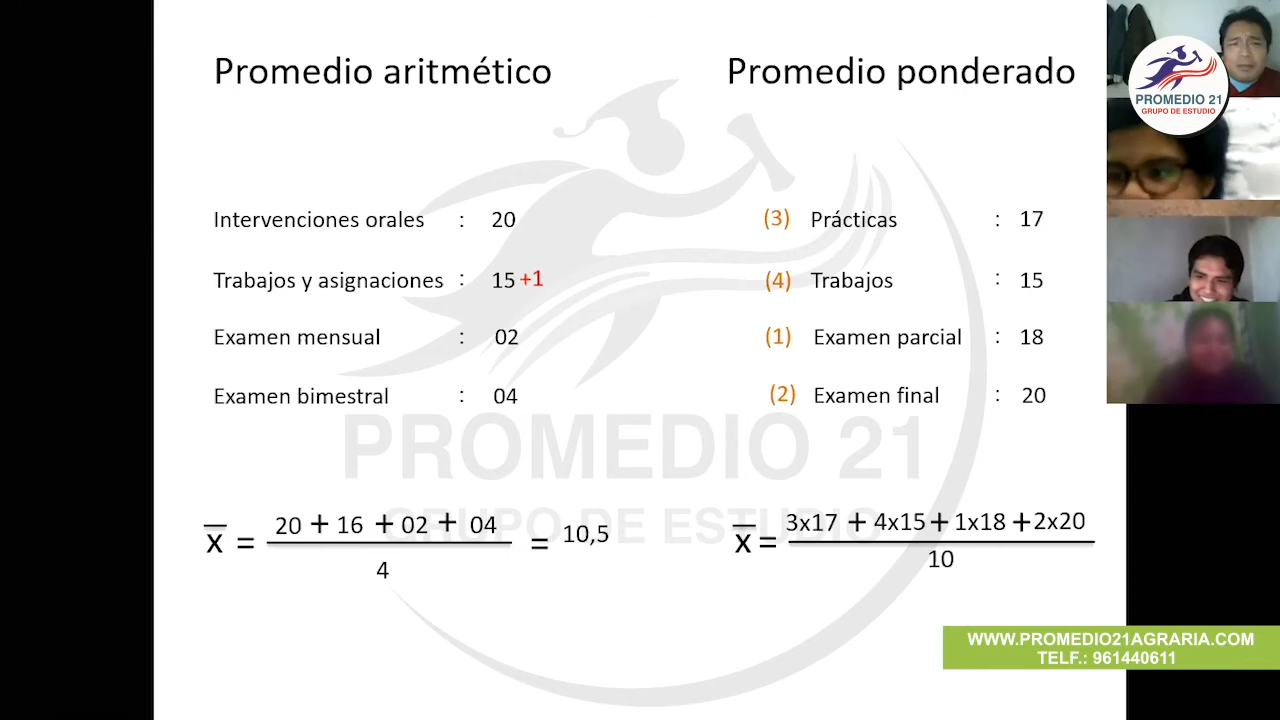 Promedio aritmético
Intervenciones orales : 20
Trabajos y asignaciones : 15 +1
Examen mensual : 02
Examen bimestral : 04
x = 20 + 16 + 02 + 04 / 4 = 10,5
Promedio ponderado
(3) Prácticas : 17
(4) Trabajos : 15
(1) Examen parcial : 18
(2) Examen final : 20
x = 3x17 + 4x15 + 1x18 + 2x20 / 10
PROMEDIO 21
GRUPO DE ESTUDIO
PROMEDIO 21
GRUPO DE ESTUDIO
WWW.PROMEDIO21AGRARIA.COM
TELF.: 961440611